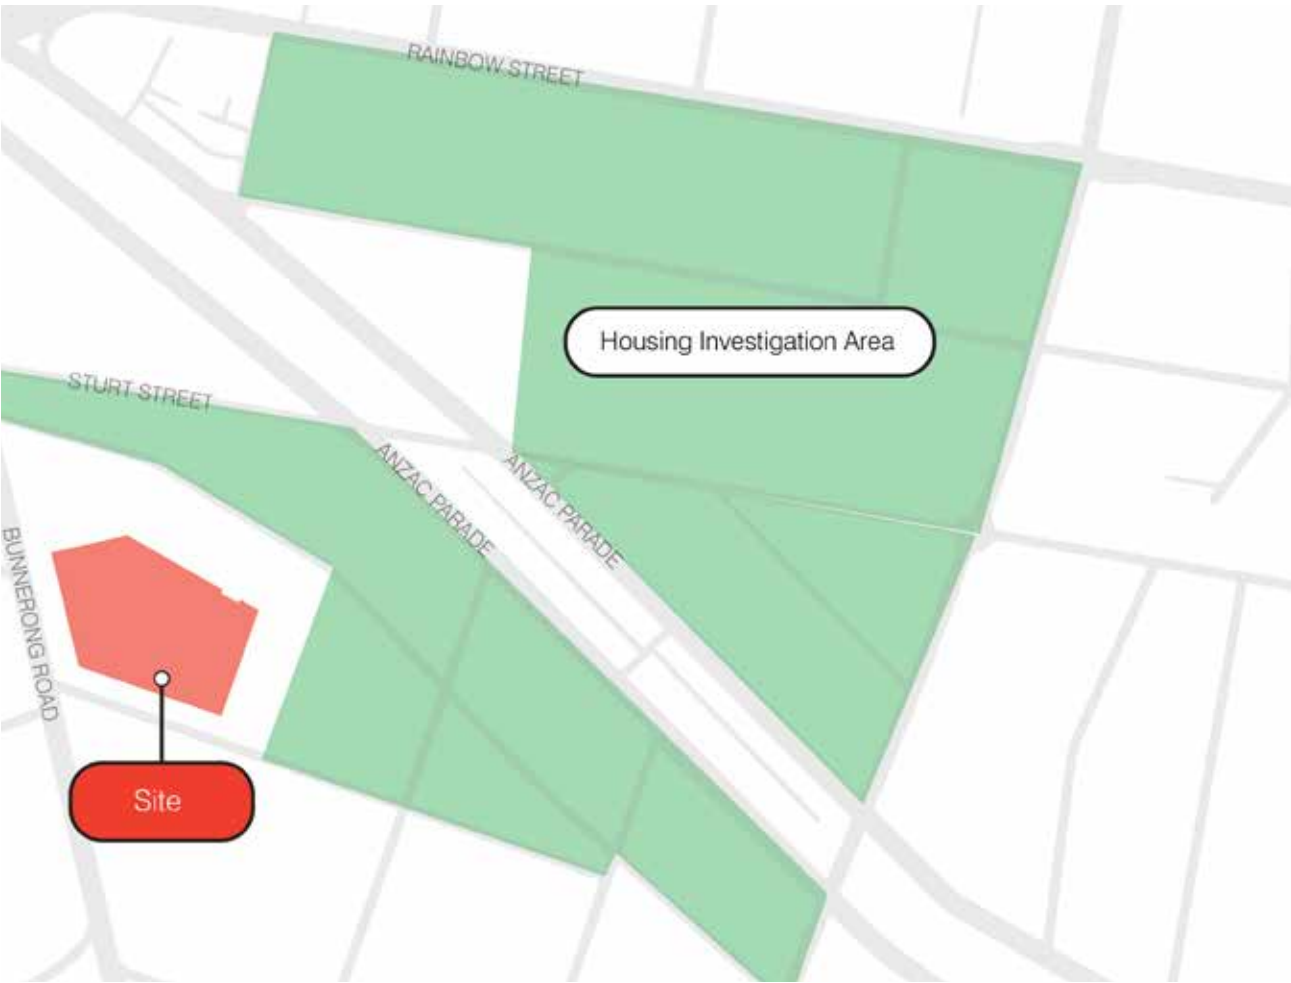 RAINBOW STREET
Housing Investigation Area
STURT STREET
ANZAC PARADE
ANZAC PARADE
BUNNERONG ROAD
Site